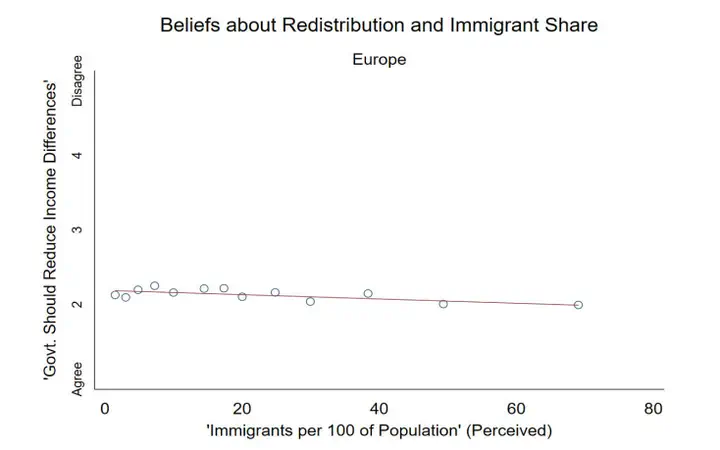 Beliefs about Redistribution and Immigrant Share
Europe
'Govt. Should Reduce Income Differences'
Disagree
4
3
2
Agree
0 20 40 60 80
'Immigrants per 100 of Population' (Perceived)